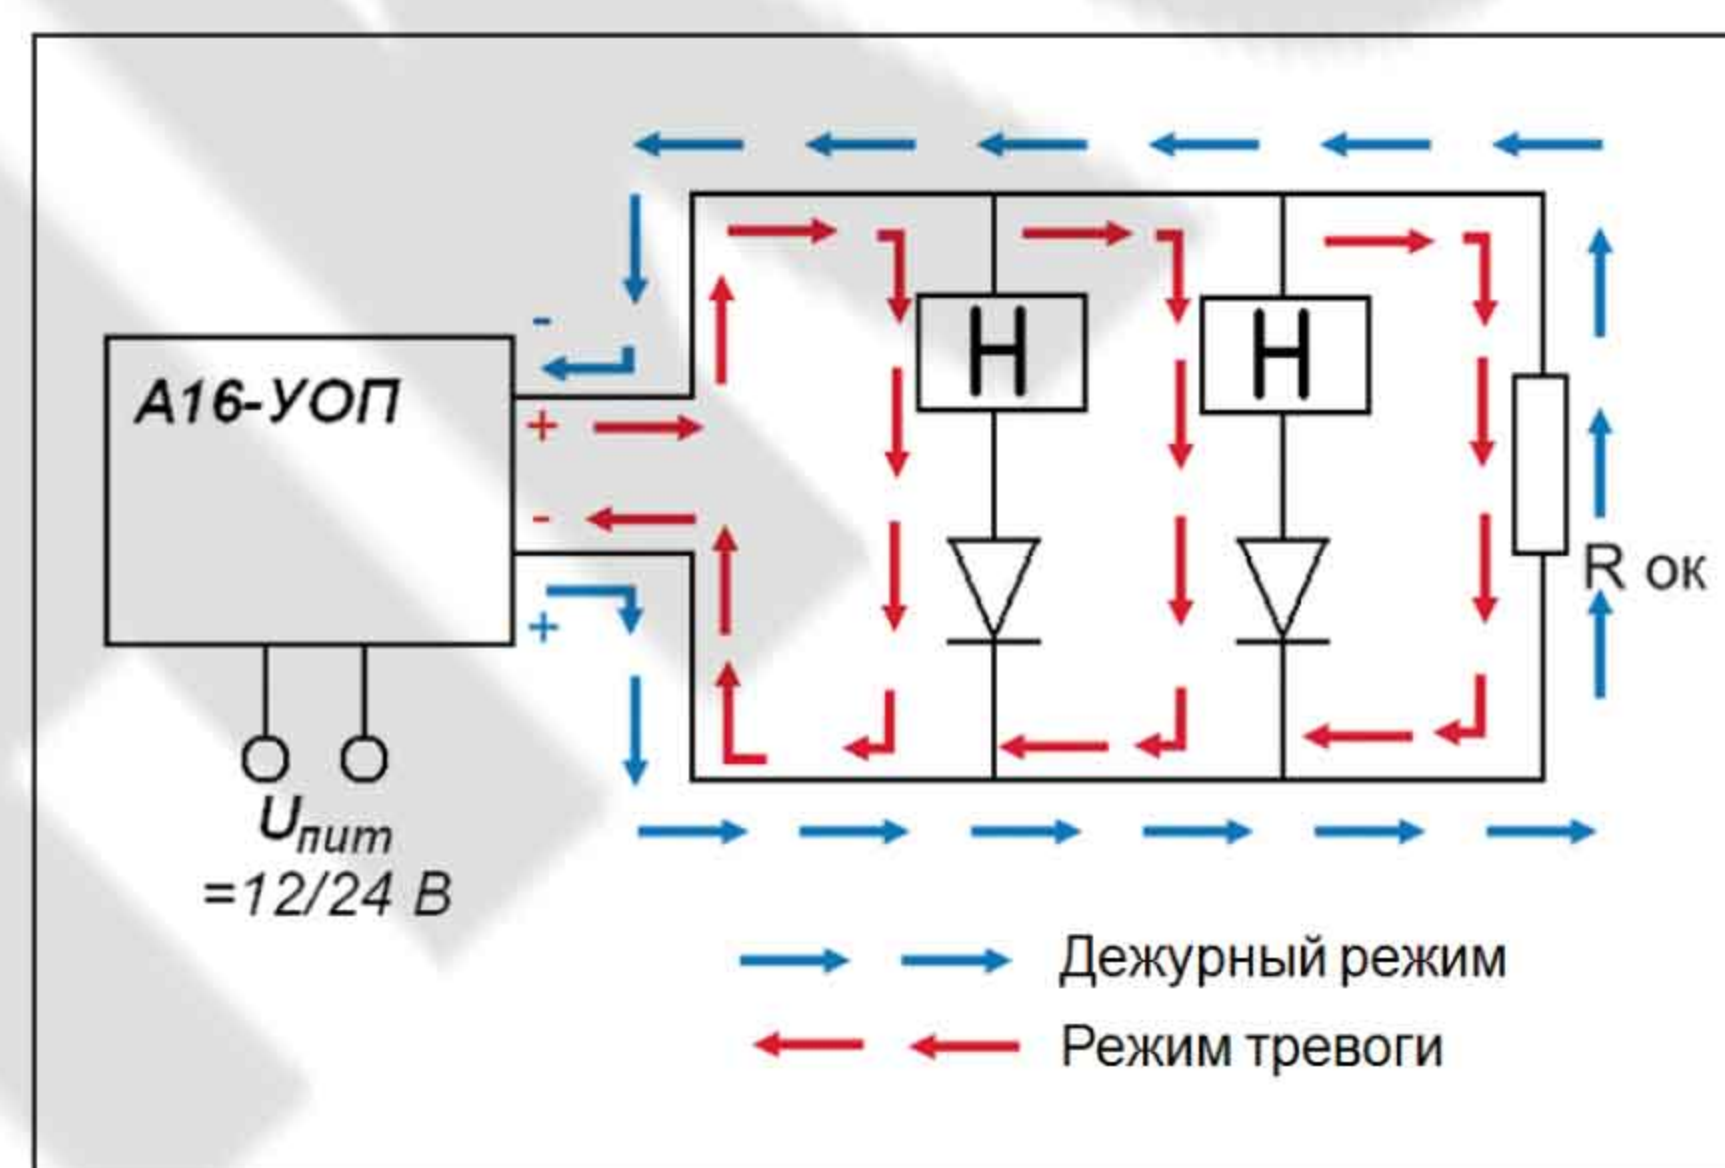 -
А16-УОП
+
Н Н
-
+
R ок
Uпит
=12/24 В
Дежурный режим
Режим тревоги